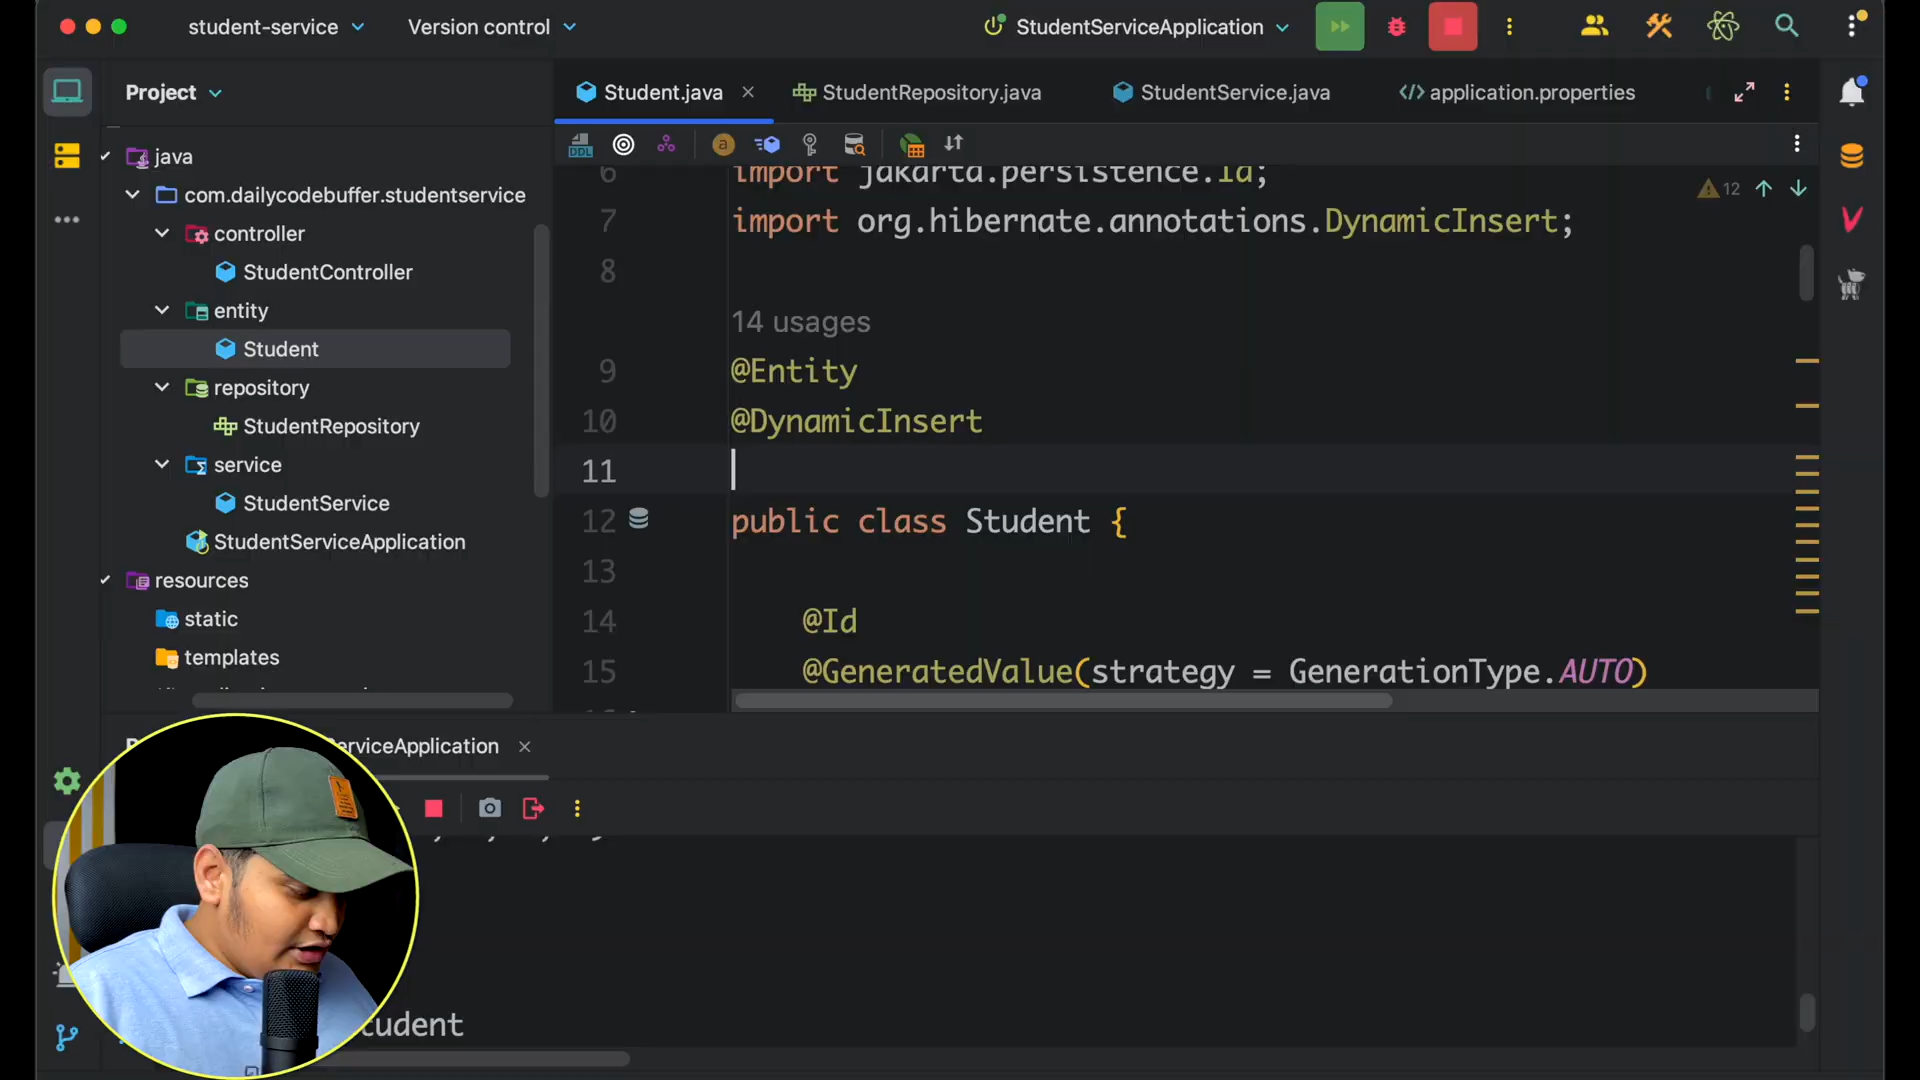 student-service
Version control
StudentServiceApplication
Project
Student.java
StudentRepository.java
StudentService.java
</> application.properties
java
com.dailycodebuffer.studentservice
controller
StudentController
entity
Student
repository
StudentRepository
service
StudentService
StudentServiceApplication
resources
static
templates
DDL
a
12
6 import jakarta.persistence.Id;
7 import org.hibernate.annotations.DynamicInsert;
8
14 usages
9 @Entity
10 @DynamicInsert
11
12 public class Student {
13
14 @Id
15 @GeneratedValue(strategy = GenerationType.AUTO)
erviceApplication
tudent